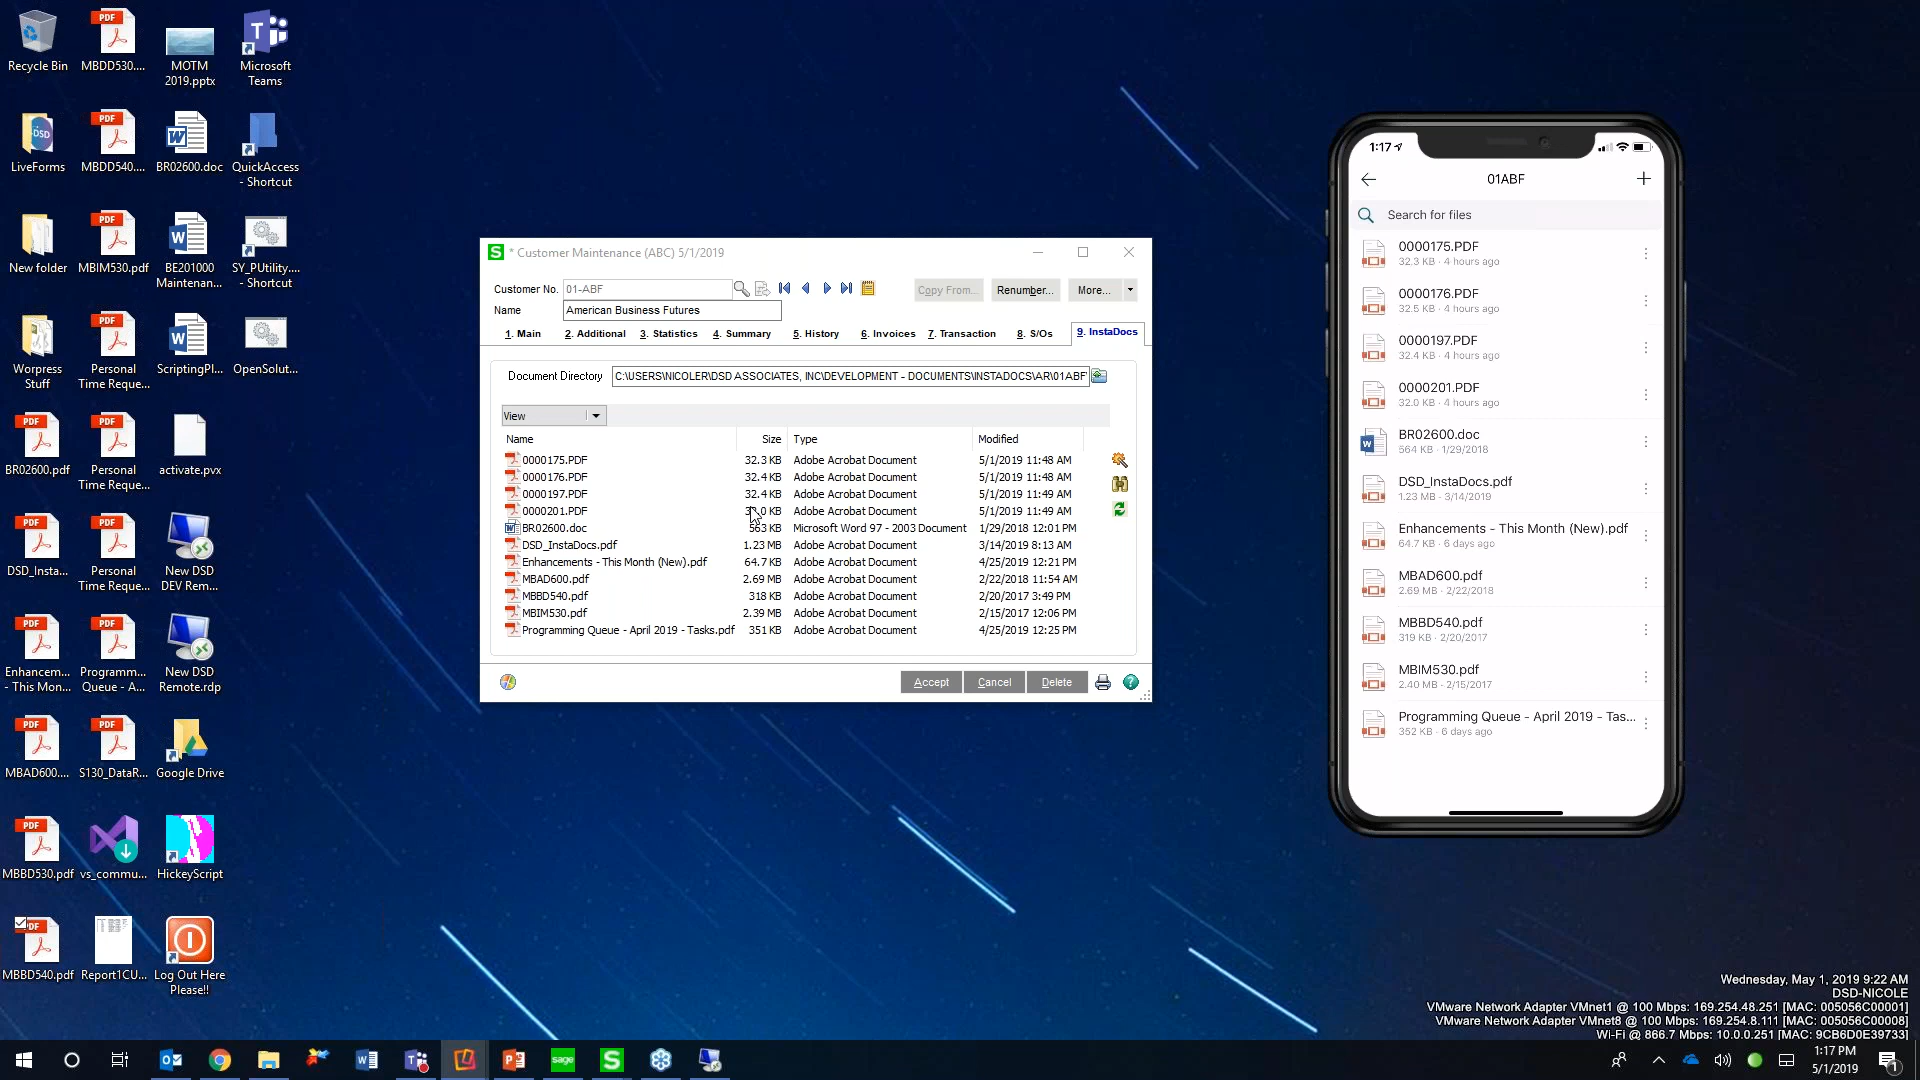 Recycle Bin
MBDD530....
MOTM
2019.pptx
Microsoft
Teams
LiveForms
MBDD540....
BR02600.doc
QuickAccess
- Shortcut
New folder
MBIM530.pdf
BE201000
Maintenan...
SY_PUtility....
- Shortcut
Worpress
Stuff
Personal
Time Reque...
ScriptingPl...
OpenSolut...
BR02600.pdf
Personal
Time Reque...
activate.pvx
DSD_Insta...
Personal
Time Reque...
New DSD
DEV Rem...
Enhancem...
- This Mon...
Programm...
Queue - A...
New DSD
Remote.rdp
MBAD600....
S130_DataR...
Google Drive
MBBD530.pdf
vs_commu...
HickeyScript
MBBD540.pdf
Report1CU...
Log Out Here
Please!!
* Customer Maintenance (ABC) 5/1/2019
Customer No. 01-ABF
Copy From... Renumber... More...
Name American Business Futures
1. Main 2. Additional 3. Statistics 4. Summary 5. History 6. Invoices 7. Transaction 8. S/Os 9. InstaDocs
Document Directory C:\USERS\NICOLER\DSD ASSOCIATES, INC\DEVELOPMENT - DOCUMENTS\INSTADOCS\AR\01ABF\
View
Name Size Type Modified
0000175.PDF 32.3 KB Adobe Acrobat Document 5/1/2019 11:48 AM
0000176.PDF 32.4 KB Adobe Acrobat Document 5/1/2019 11:48 AM
0000197.PDF 32.4 KB Adobe Acrobat Document 5/1/2019 11:49 AM
0000201.PDF KB Adobe Acrobat Document 5/1/2019 11:49 AM
BR02600.doc 563 KB Microsoft Word 97 - 2003 Document 1/29/2018 12:01 PM
DSD_InstaDocs.pdf 1.23 MB Adobe Acrobat Document 3/14/2019 8:13 AM
Enhancements - This Month (New).pdf 64.7 KB Adobe Acrobat Document 4/25/2019 12:21 PM
MBAD600.pdf 2.69 MB Adobe Acrobat Document 2/22/2018 11:54 AM
MBBD540.pdf 318 KB Adobe Acrobat Document 2/20/2017 3:49 PM
MBIM530.pdf 2.39 MB Adobe Acrobat Document 2/15/2017 12:06 PM
Programming Queue - April 2019 - Tasks.pdf 351 KB Adobe Acrobat Document 4/25/2019 12:25 PM
Accept Cancel Delete
1:17
01ABF
Search for files
0000175.PDF
32.3 KB · 4 hours ago
0000176.PDF
32.5 KB · 4 hours ago
0000197.PDF
32.4 KB · 4 hours ago
0000201.PDF
32.0 KB · 4 hours ago
BR02600.doc
564 KB · 1/29/2018
DSD_InstaDocs.pdf
1.23 MB · 3/14/2019
Enhancements - This Month (New).pdf
64.7 KB · 6 days ago
MBAD600.pdf
2.69 MB · 2/22/2018
MBBD540.pdf
319 KB · 2/20/2017
MBIM530.pdf
2.40 MB · 2/15/2017
Programming Queue - April 2019 - Tas...
352 KB · 6 days ago
Wednesday, May 1, 2019 9:22 AM
DSD-NICOLE
VMware Network Adapter VMnet1 @ 100 Mbps: 169.254.48.251 [MAC: 005056C00001]
VMware Network Adapter VMnet8 @ 100 Mbps: 169.254.8.111 [MAC: 005056C00008]
Wi-Fi @ 866.7 Mbps: 10.0.0.251 [MAC: 9CB6D0E39733]
sage
1:17 PM
5/1/2019
1